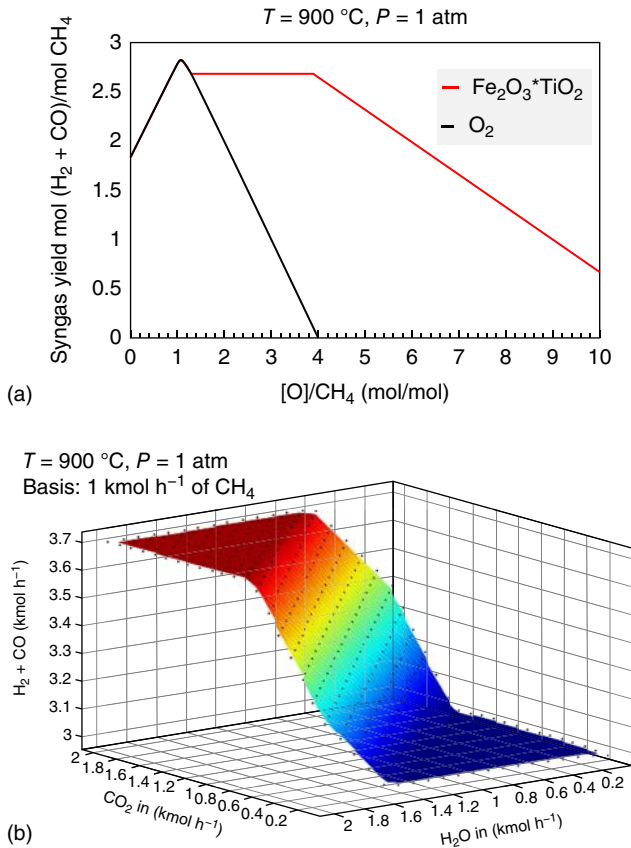 T = 900 °C, P = 1 atm
3
2.5
2
1.5
1
0.5
0
Syngas yield mol (H₂ + CO)/mol CH₄
Fe₂O₃*TiO₂
O₂
0 1 2 3 4 5 6 7 8 9 10
[O]/CH₄ (mol/mol)
(a)
T = 900 °C, P = 1 atm
Basis: 1 kmol h⁻¹ of CH₄
3.7
3.6
3.5
3.4
3.3
3.2
3.1
3
H₂ + CO (kmol h⁻¹)
2 1.8 1.6 1.4 1.2 1 0.8 0.6 0.4 0.2
CO₂ in (kmol h⁻¹)
2 1.8 1.6 1.4 1.2 1 0.8 0.6 0.4 0.2
H₂O in (kmol h⁻¹)
(b)